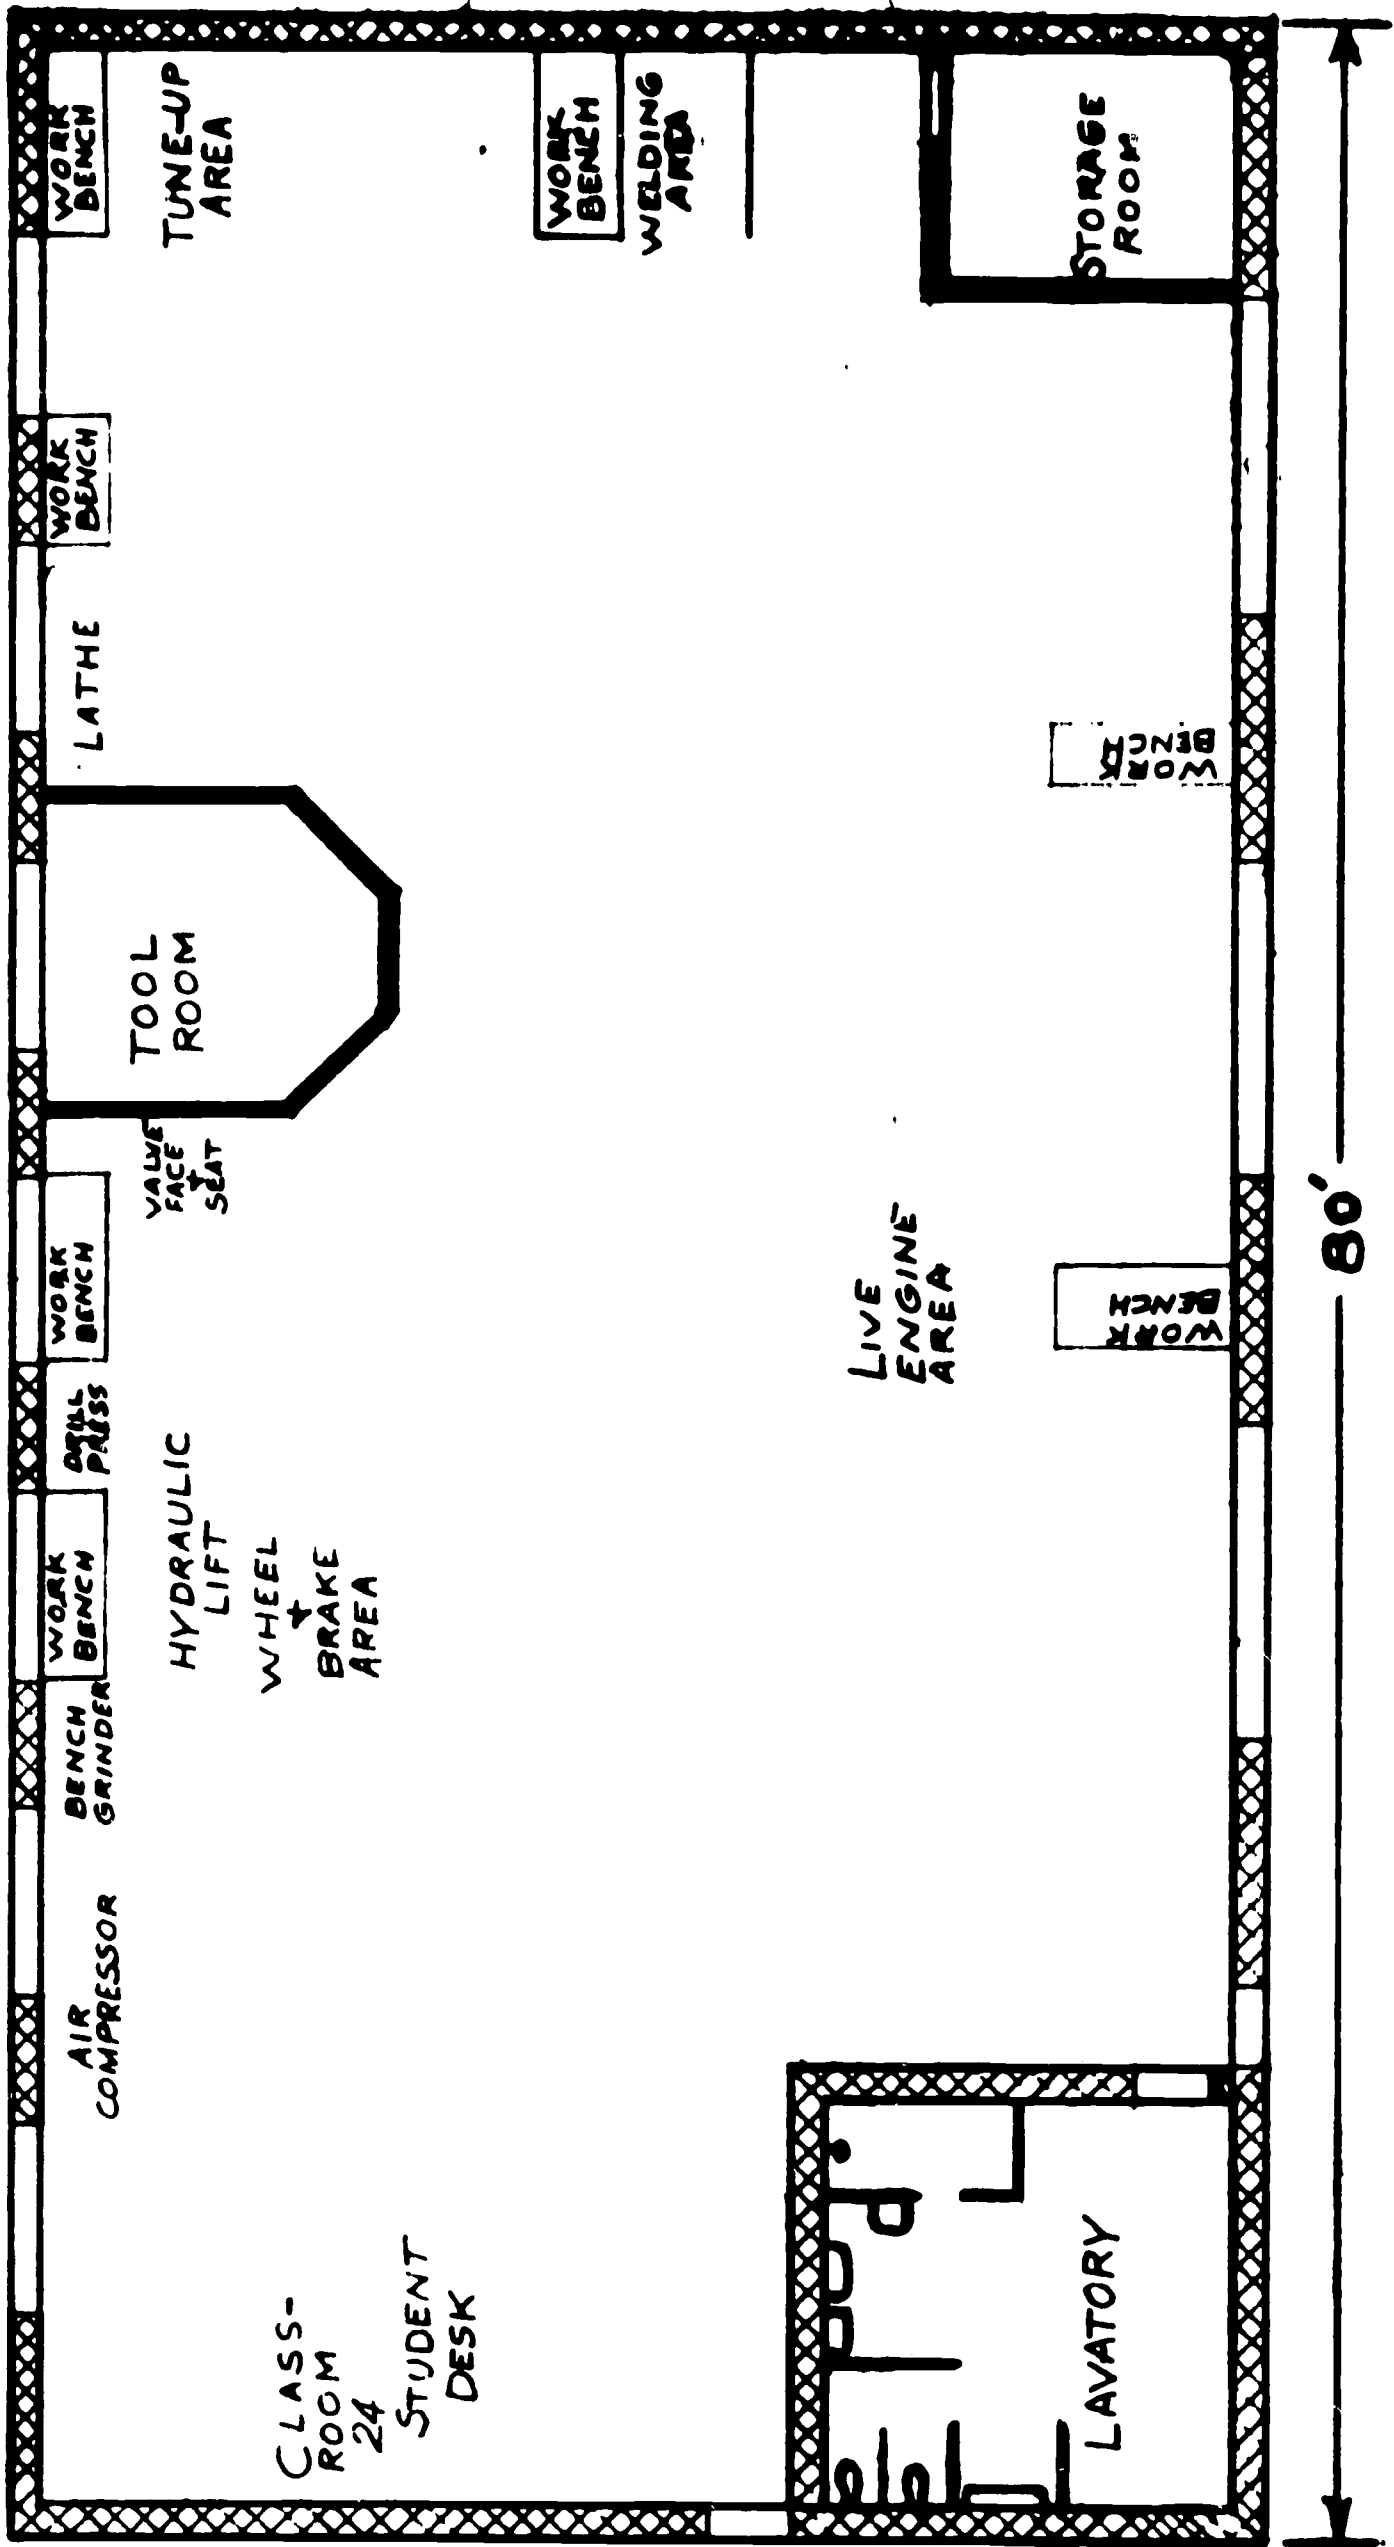 CLASS-
ROOM
24
STUDENT
DESK
AIR
COMPRESSOR
BENCH
GRINDER
WORK
BENCH
DRILL
PRESS
WORK
BENCH
HYDRAULIC
LIFT
WHEEL
+
BRAKE
AREA
VALVE
FACE
+
SEAT
TOOL
ROOM
LATHE
WORK
BENCH
WORK
BENCH
TUNE-UP
AREA
WORK
BENCH
WELDING
AREA
STORAGE
ROOM
LIVE
ENGINE
AREA
WORK
BENCH
WORK
BENCH
LAVATORY
80'